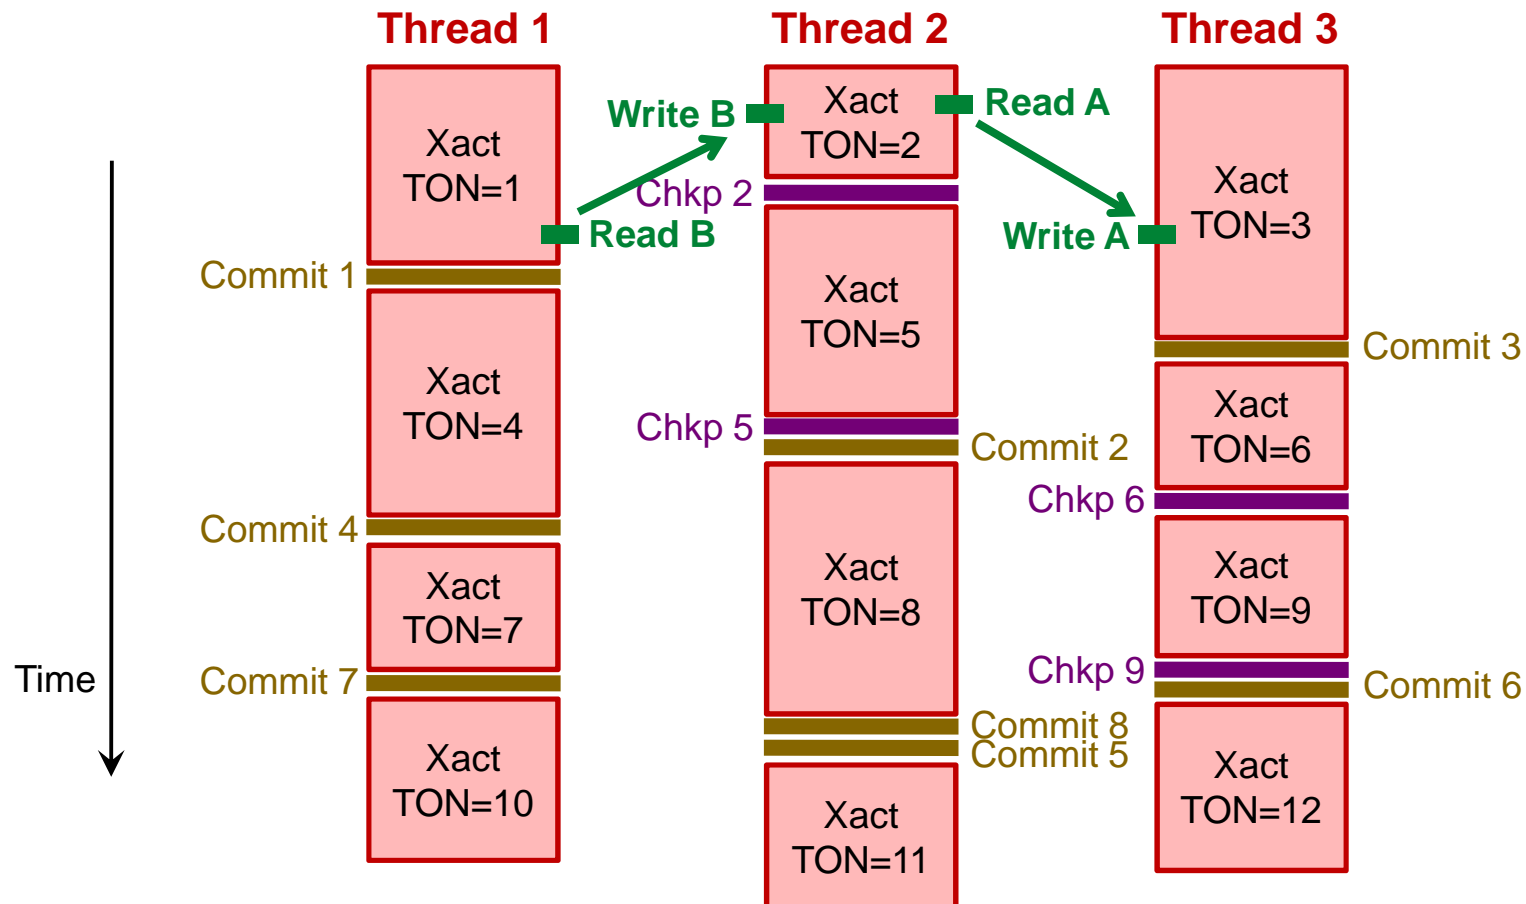 Thread 1
Thread 2
Thread 3
Xact
TON=1
Write B
Xact
TON=2
Read A
Xact
TON=3
Chkp 2
Read B
Write A
Commit 1
Xact
TON=5
Commit 3
Xact
TON=4
Xact
TON=6
Chkp 5
Commit 2
Chkp 6
Commit 4
Xact
TON=7
Xact
TON=8
Xact
TON=9
Time
Commit 7
Chkp 9
Commit 6
Commit 8
Commit 5
Xact
TON=10
Xact
TON=11
Xact
TON=12